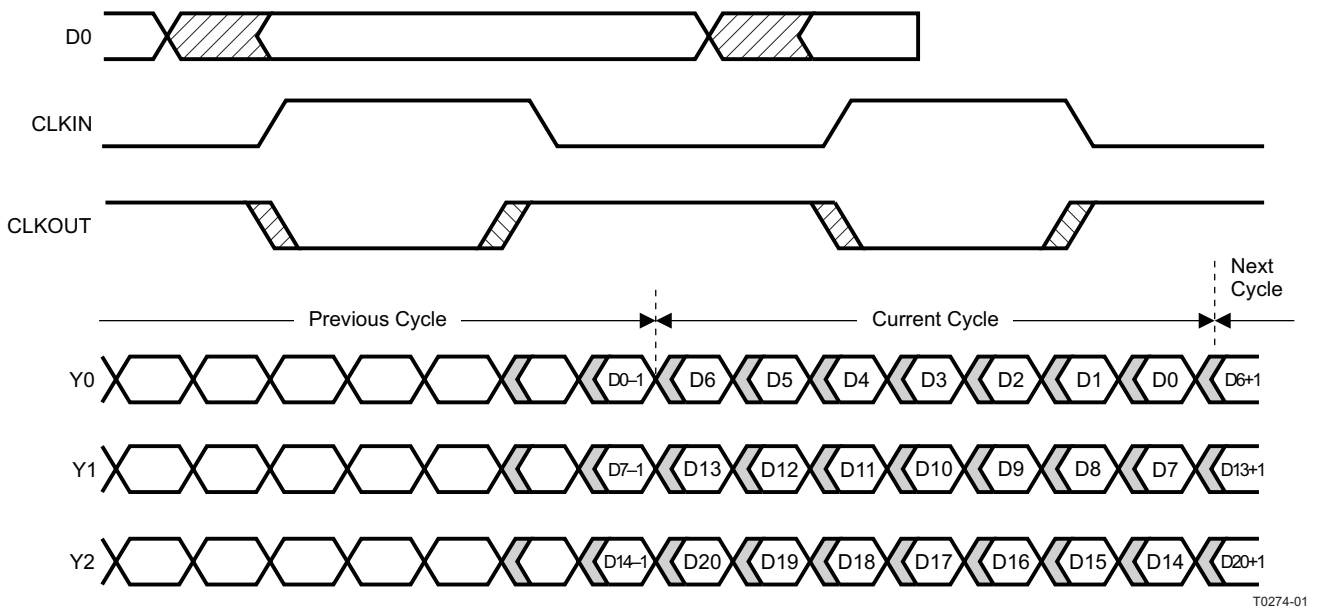 D0
CLKIN
CLKOUT
Next
Cycle
Previous Cycle
Current Cycle
Y0
D0–1
D6
D5
D4
D3
D2
D1
D0
D6+1
Y1
D7–1
D13
D12
D11
D10
D9
D8
D7
D13+1
Y2
D14–1
D20
D19
D18
D17
D16
D15
D14
D20+1
T0274-01